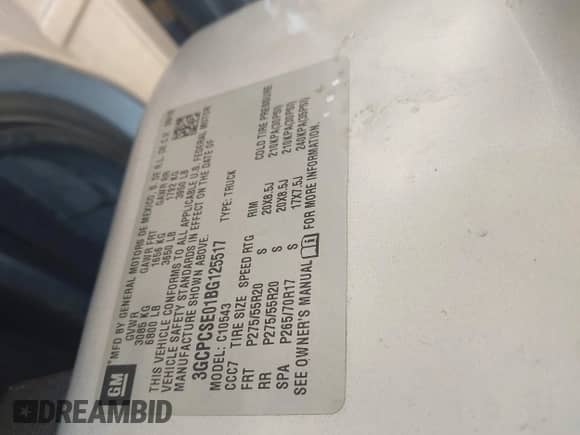 GM
*MFD BY GENERAL MOTORS DE MEXICO, S. DE R.L. DE C.V.
GVWR GAWR FRT GAWR RR
3085 KG 1656 KG 1792 KG
6800 LB 3650 LB 3950 LB
THIS VEHICLE CONFORMS TO ALL APPLICABLE U.S. FEDERAL MOTOR
VEHICLE SAFETY STANDARDS IN EFFECT ON THE DATE OF
MANUFACTURE SHOWN ABOVE.
3GCPCSE01BG125517
MODEL: C10543 TYPE: TRUCK
CCC7 TIRE SIZE SPEED RTG RIM COLD TIRE PRESSURE
FRT P275/55R20 S 20X8.5J 210KPA(30PSI)
RR P275/55R20 S 20X8.5J 210KPA(30PSI)
SPA P265/70R17 S 17X7.5J 240KPA(35PSI)
SEE OWNER'S MANUAL FOR MORE INFORMATION.
DREAMBID